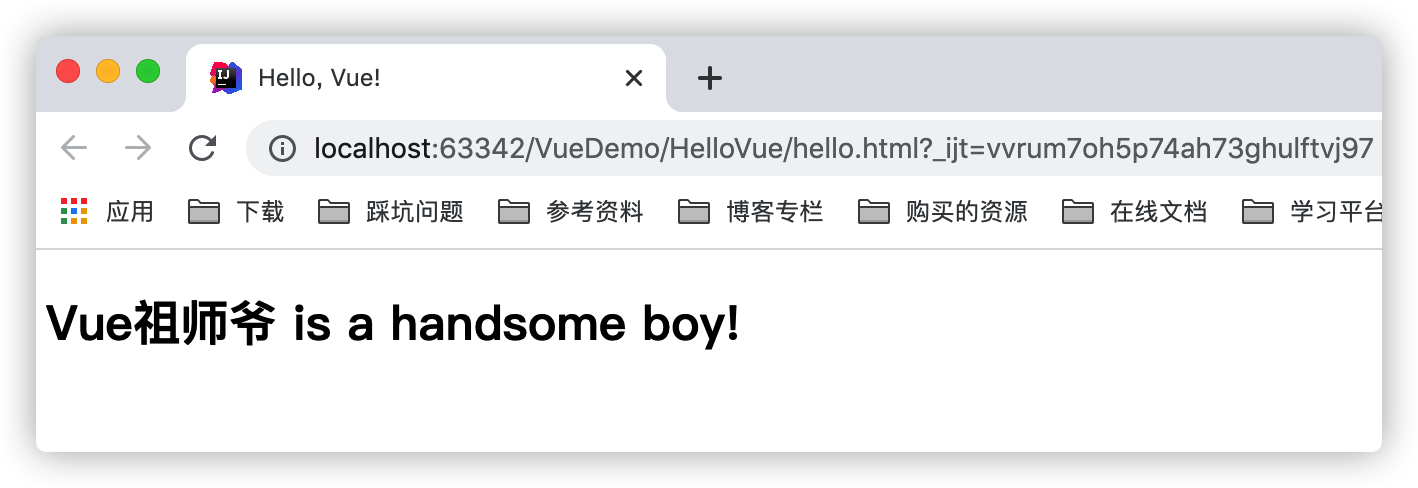 IJ
Hello, Vue!
localhost:63342/VueDemo/HelloVue/hello.html?_ijt=vvrum7oh5p74ah73ghulftvj97
应用 下载 踩坑问题 参考资料 博客专栏 购买的资源 在线文档 学习平台
Vue祖师爷 is a handsome boy!